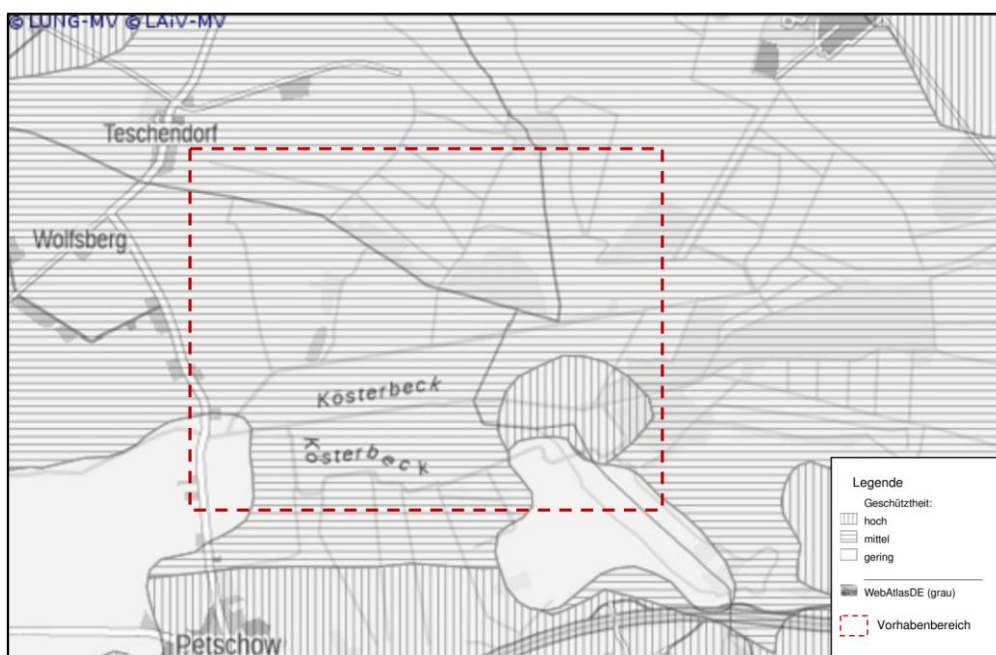 © LUNG-MV © LAiV-MV
Teschendorf
Wolfsberg
Kösterbeck
Kösterbeck
Petschow
Legende
Geschütztheit:
hoch
mittel
gering
WebAtlasDE (grau)
Vorhabenbereich